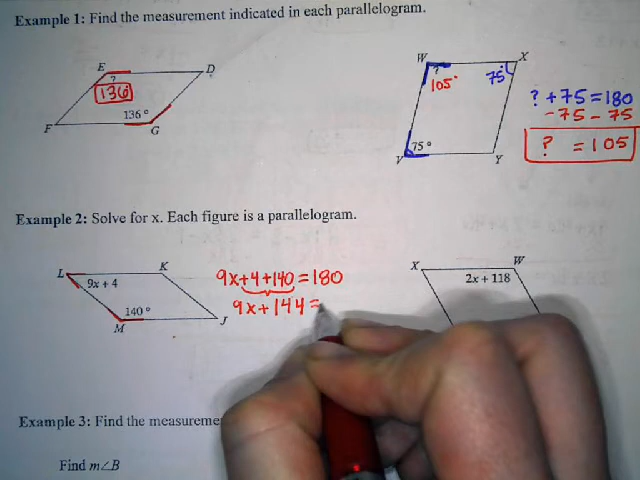 Example 1: Find the measurement indicated in each parallelogram.
E
D
?
136°
136 °
F
G
W
X
?
105°
75°
75 °
V
Y
? + 75 = 180
- 75 - 75
? = 105
Example 2: Solve for x. Each figure is a parallelogram.
L
K
9x + 4
140 °
M
J
9x+4+140 = 180
9x + 144 =
X
W
2x + 118
Example 3: Find the measureme
Find m∠B